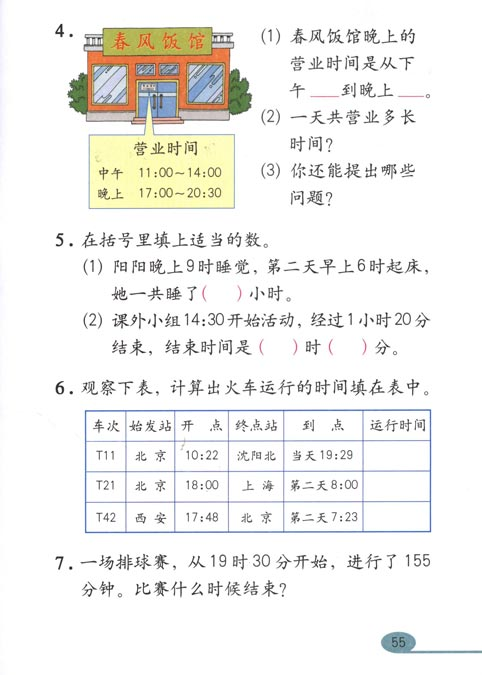 4. 春风饭馆
营业时间
中午 11:00～14:00
晚上 17:00～20:30
(1) 春风饭馆晚上的
营业时间是从下
午___到晚上___。
(2) 一天共营业多长
时间?
(3) 你还能提出哪些
问题?
5. 在括号里填上适当的数。
(1) 阳阳晚上9时睡觉，第二天早上6时起床，
她一共睡了( )小时。
(2) 课外小组14:30开始活动，经过1小时20分
结束，结束时间是( )时( )分。
6. 观察下表，计算出火车运行的时间填在表中。
车次 始发站 开 点 终点站 到 点 运行时间
T11 北 京 10:22 沈阳北 当天19:29
T21 北 京 18:00 上 海 第二天8:00
T42 西 安 17:48 北 京 第二天7:23
7. 一场排球赛，从19时30分开始，进行了155
分钟。比赛什么时候结束?
55